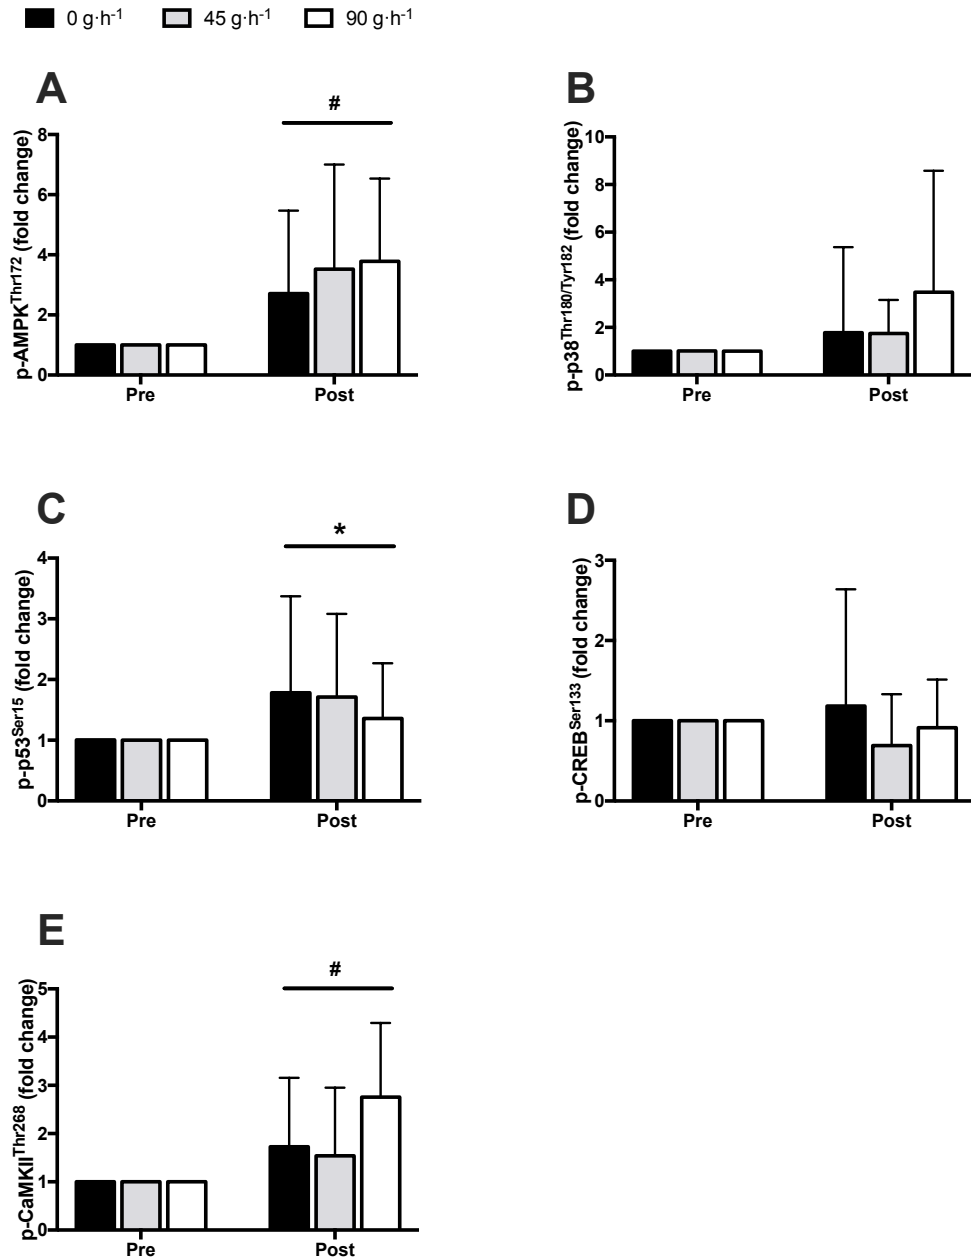 0 g·h-1 45 g·h-1 90 g·h-1
A
#
p-AMPKThr172 (fold change)
8
6
4
2
0
Pre Post
B
p-p38Thr180/Tyr182 (fold change)
10
8
6
4
2
0
Pre Post
C
*
p-p53Ser15 (fold change)
4
3
2
1
0
Pre Post
D
p-CREBSer133 (fold change)
3
2
1
0
Pre Post
E
#
p-CaMKIIThr268 (fold change)
5
4
3
2
1
0
Pre Post